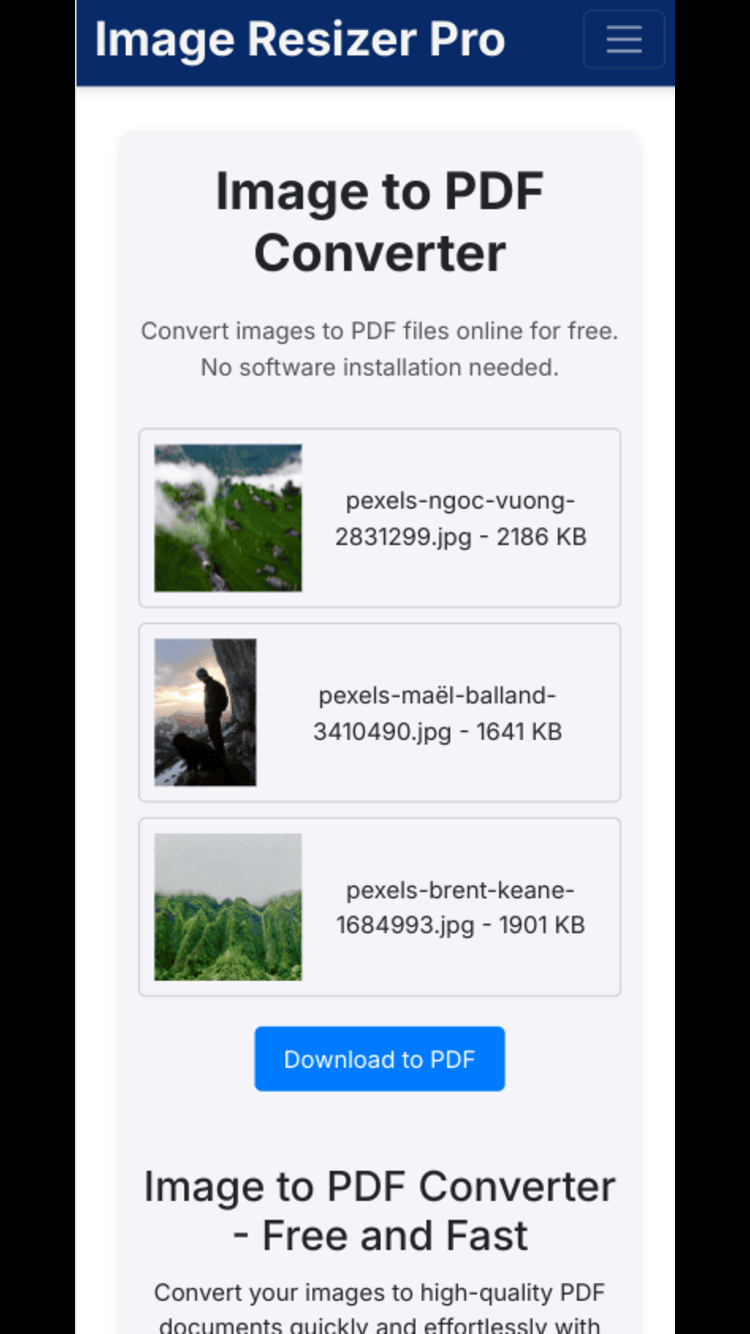 Image Resizer Pro
Image to PDF
Converter
Convert images to PDF files online for free.
No software installation needed.
pexels-ngoc-vuong-
2831299.jpg - 2186 KB
pexels-maël-balland-
3410490.jpg - 1641 KB
pexels-brent-keane-
1684993.jpg - 1901 KB
Download to PDF
Image to PDF Converter
- Free and Fast
Convert your images to high-quality PDF
documents quickly and effortlessly with